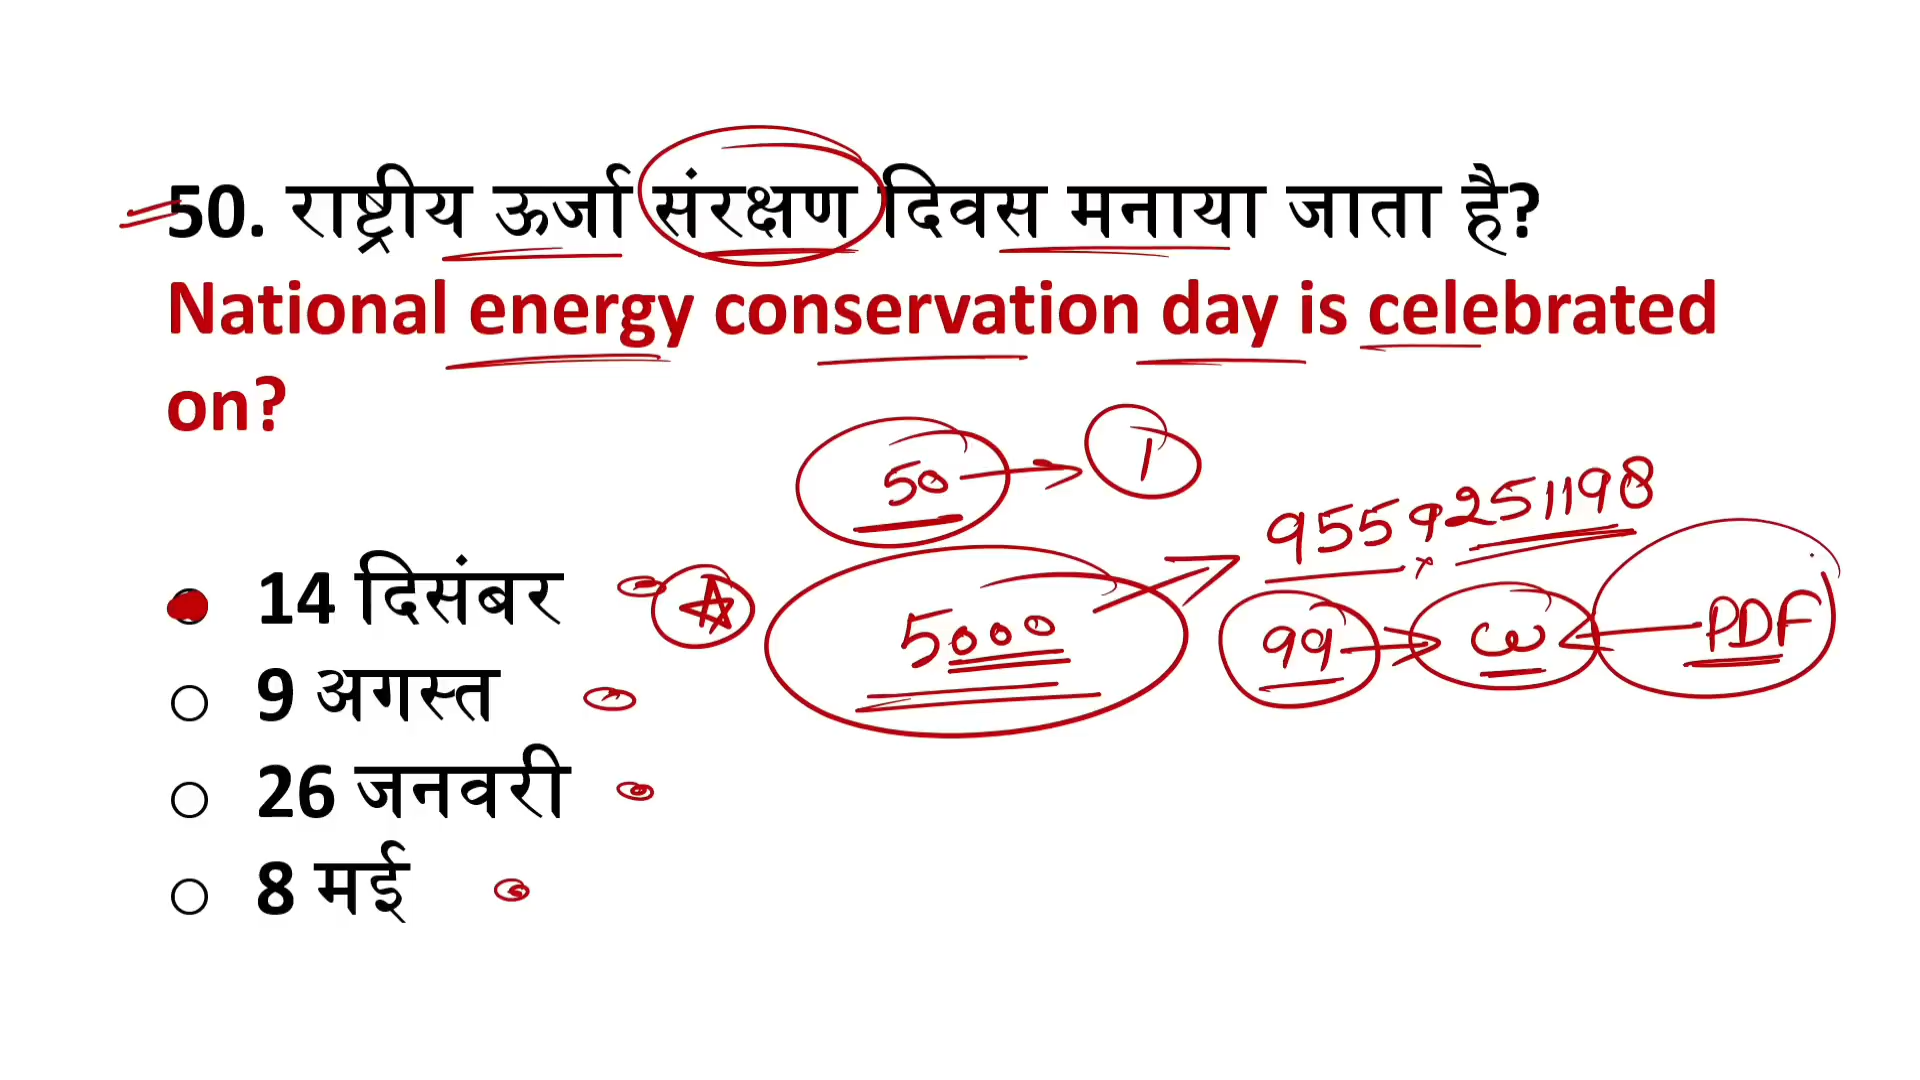 50. राष्ट्रीय ऊर्जा संरक्षण दिवस मनाया जाता है?
National energy conservation day is celebrated
on?
50 → 1
9559251198
14 दिसंबर
5000
99
PDF
9 अगस्त
26 जनवरी
8 मई